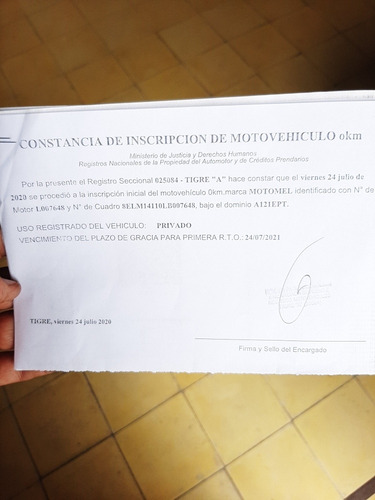 CONSTANCIA DE INSCRIPCION DE MOTOVEHICULO 0km
Ministerio de Justicia y Derechos Humanos
Registros Nacionales de la Propiedad del Automotor y de Créditos Prendarios
Por la presente el Registro Seccional 025084 - TIGRE "A" hace constar que el viernes 24 julio de
2020 se procedió a la inscripción inicial del motovehículo 0km.marca MOTOMEL identificado con N° de
Motor L007648 y N° de Cuadro 8ELM14110LB007648, bajo el dominio A121EPT.
USO REGISTRADO DEL VEHICULO: PRIVADO
VENCIMIENTO DEL PLAZO DE GRACIA PARA PRIMERA R.T.O.: 24/07/2021
TIGRE, viernes 24 julio 2020
Firma y Sello del Encargado